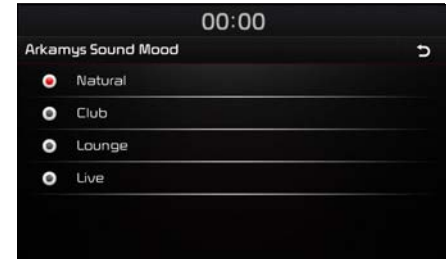 00:00
Arkamys Sound Mood
Natural
Club
Lounge
Live